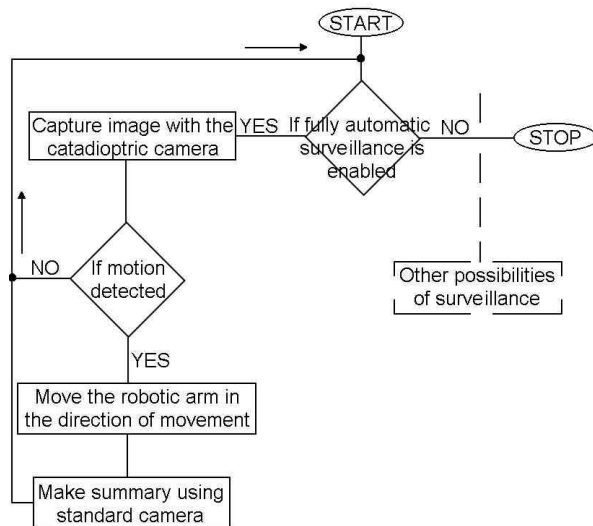 START
If fully automatic
surveillance is
enabled
YES
NO
STOP
Capture image with the
catadioptric camera
Other possibilities
of surveillance
If motion
detected
NO
YES
Move the robotic arm in
the direction of movement
Make summary using
standard camera